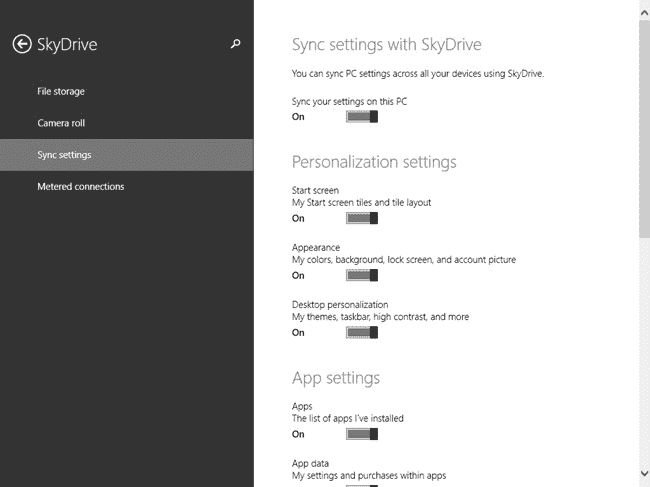 SkyDrive
File storage
Camera roll
Sync settings
Metered connections
Sync settings with SkyDrive
You can sync PC settings across all your devices using SkyDrive.
Sync your settings on this PC
On
Personalization settings
Start screen
My Start screen tiles and tile layout
On
Appearance
My colors, background, lock screen, and account picture
On
Desktop personalization
My themes, taskbar, high contrast, and more
On
App settings
Apps
The list of apps I've installed
On
App data
My settings and purchases within apps